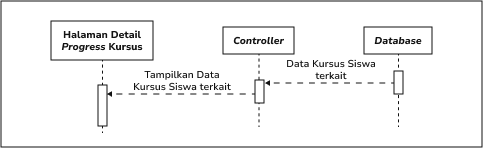 Halaman Detail
Progress Kursus
Controller
Database
Data Kursus Siswa
terkait
Tampilkan Data
Kursus Siswa terkait